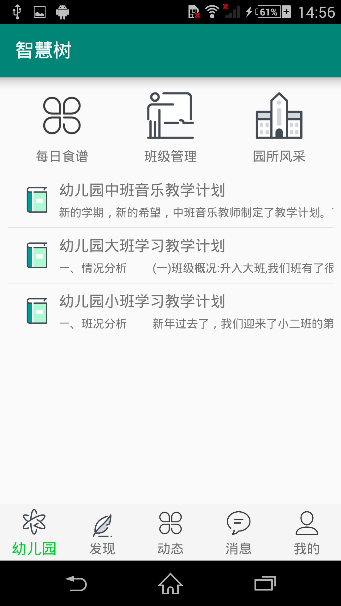 61% 14:56
智慧树
每日食谱 班级管理 园所风采
幼儿园中班音乐教学计划
新的学期，新的希望，中班音乐教师制定了教学计划。
幼儿园大班学习教学计划
一、情况分析 (一)班级概况:升入大班,我们班有了很
幼儿园小班学习教学计划
一、班况分析 新年过去了，我们迎来了小二班的第
幼儿园 发现 动态 消息 我的